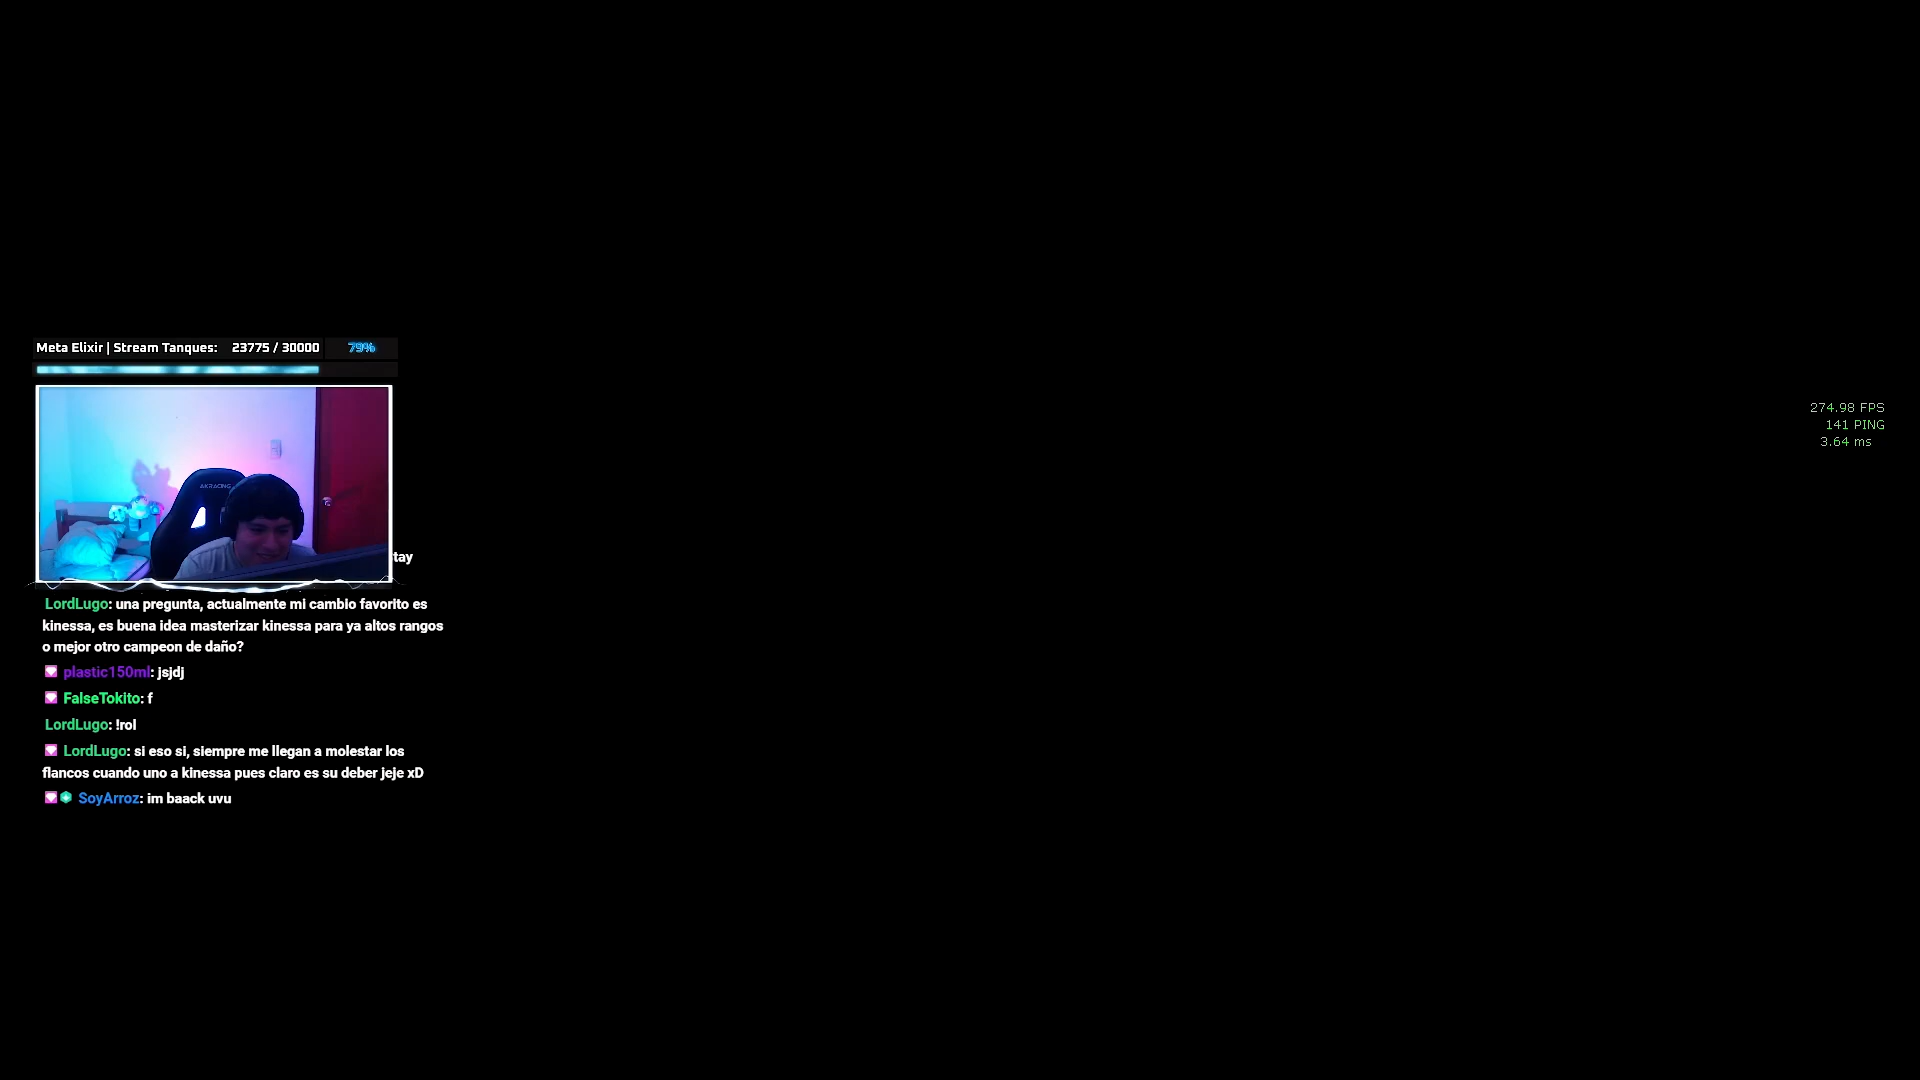 Meta Elixir | Stream Tanques: 23775 / 30000 79%
AKRACING
274.98 FPS
141 PING
3.64 ms
tay
LordLugo: una pregunta, actualmente mi cambio favorito es
kinessa, es buena idea masterizar kinessa para ya altos rangos
o mejor otro campeon de daño?
plastic150ml: jsjdj
FalseTokito: f
LordLugo: !rol
LordLugo: si eso si, siempre me llegan a molestar los
flancos cuando uno a kinessa pues claro es su deber jeje xD
SoyArroz: im baack uvu